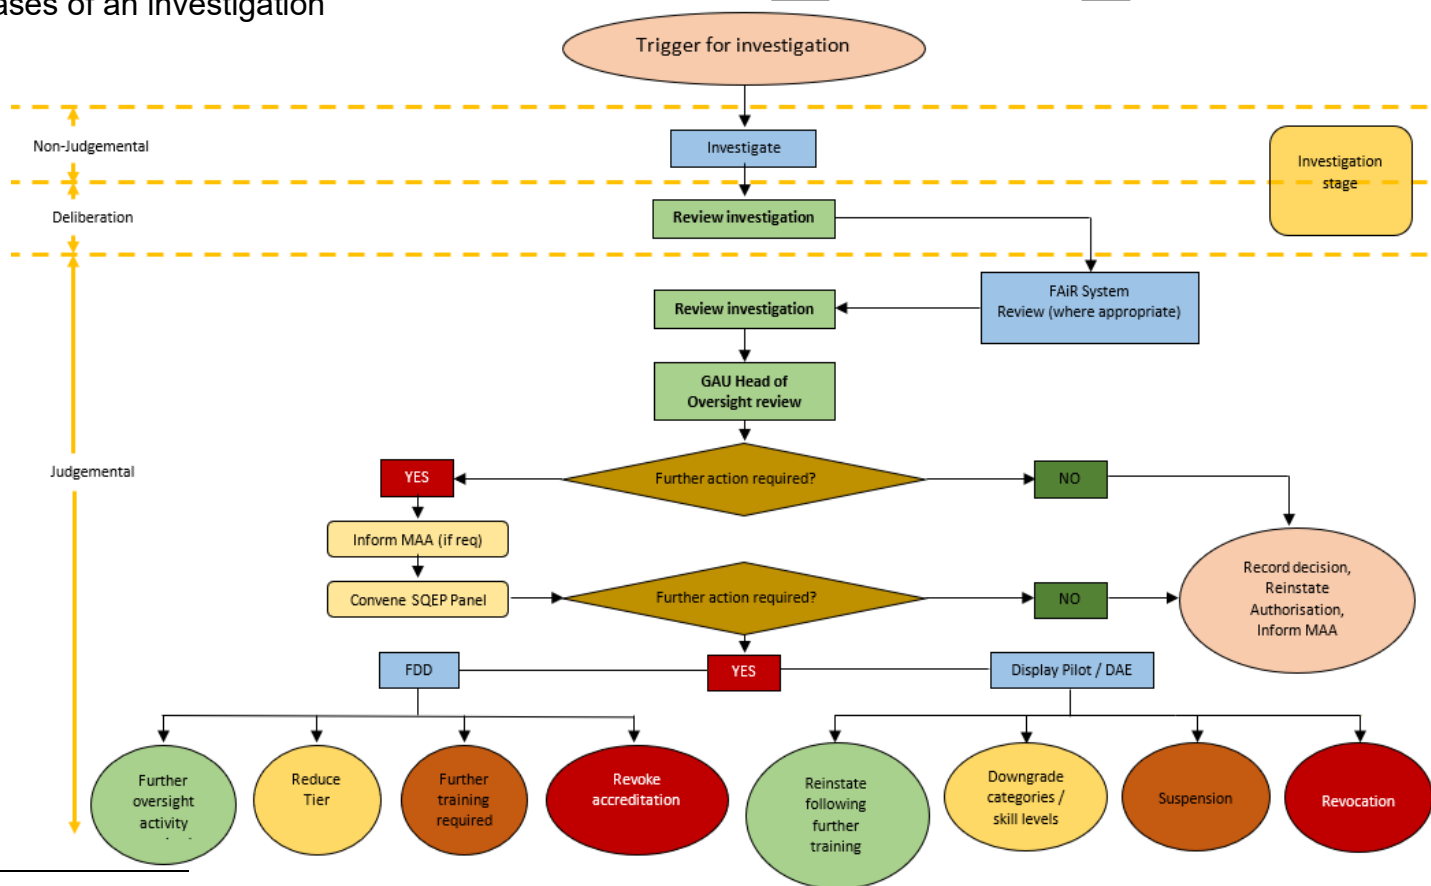 ases of an investigation
Trigger for investigation
Non-Judgemental
Investigate
Investigation
stage
Deliberation
Review investigation
FAiR System
Review (where appropriate)
Review investigation
GAU Head of
Oversight review
Judgemental
YES
Further action required?
NO
Inform MAA (if req)
Convene SQEP Panel
Further action required?
NO
Record decision,
Reinstate
Authorisation,
Inform MAA
FDD
YES
Display Pilot / DAE
Further
oversight
activity
Reduce
Tier
Further
training
required
Revoke
accreditation
Reinstate
following
further
training
Downgrade
categories /
skill levels
Suspension
Revocation